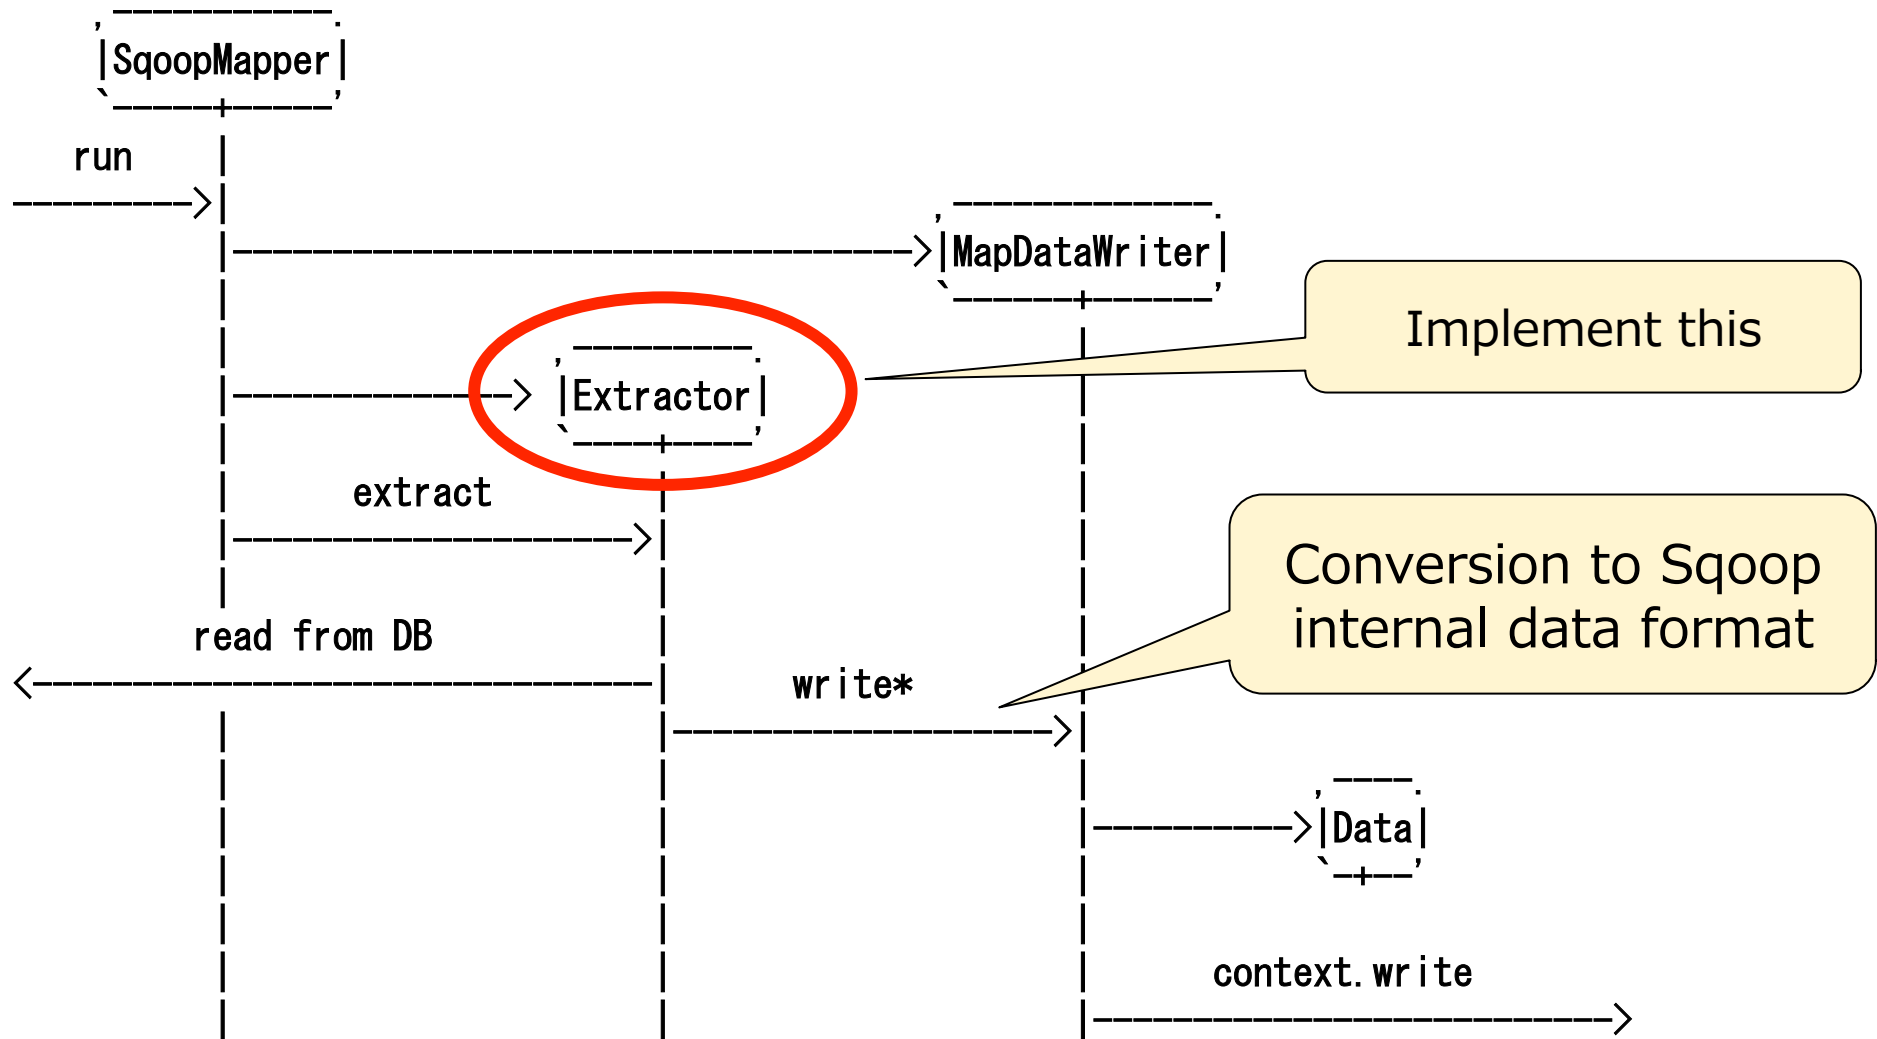 SqoopMapper
run
MapDataWriter
Implement this
Extractor
extract
Conversion to Sqoop
internal data format
read from DB
write*
Data
context.write